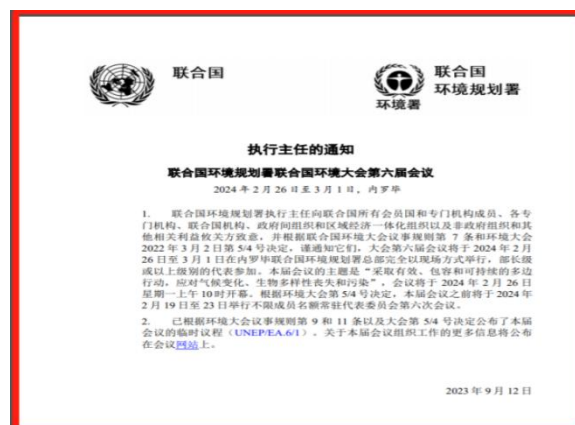 联合国
联合国
环境规划署
环境署
执行主任的通知
联合国环境规划署联合国环境大会第六届会议
2024 年 2 月 26 日至 3 月 1 日，内罗毕
1. 联合国环境规划署执行主任向联合国所有会员国和专门机构成员、各专
门机构、联合国机构、政府间组织和区域经济一体化组织以及非政府组织和其
他相关利益攸关方致意，并根据联合国环境大会议事规则第 7 条和环境大会
2022 年 3 月 2 日第 5/4 号决定，谨通知它们，大会第六届会议将于 2024 年 2 月
26 日至 3 月 1 日在内罗毕联合国环境规划署总部完全以现场方式举行，部长级
或以上级别的代表参加。本届会议的主题是“采取有效、包容和可持续的多边
行动，应对气候变化、生物多样性丧失和污染”，会议将于 2024 年 2 月 26 日
星期一上午 10 时开幕。根据环境大会第 5/4 号决定，本届会议之前将于 2024 年
2 月 19 日至 23 日举行不限成员名额常驻代表委员会第六次会议。
2. 已根据环境大会议事规则第 9 和 11 条以及大会第 5/4 号决定公布了本届
会议的临时议程（UNEP/EA.6/1）。关于本届会议组织工作的更多信息将公布
在会议网站上。
2023 年 9 月 12 日